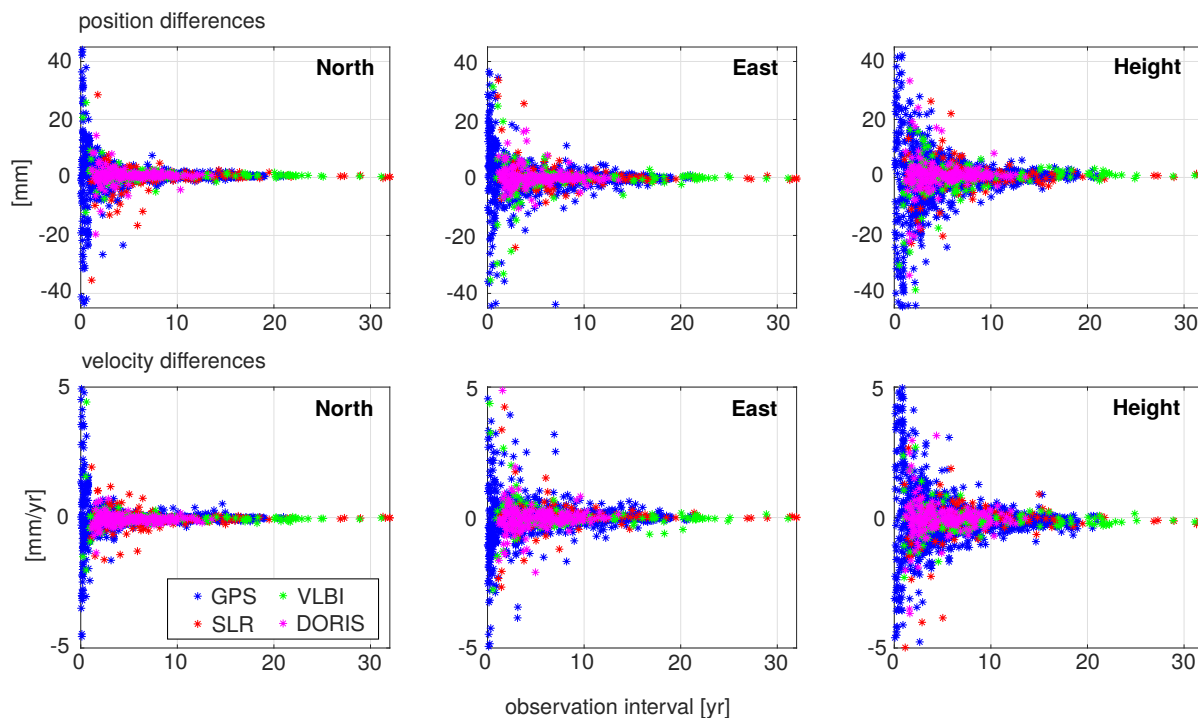 position differences
40
20
0
-20
-40
[mm]
North
0 10 20 30
40
20
0
-20
-40
East
0 10 20 30
40
20
0
-20
-40
Height
0 10 20 30
velocity differences
5
0
-5
[mm/yr]
North
GPS VLBI
SLR DORIS
0 10 20 30
5
0
-5
East
0 10 20 30
5
0
-5
Height
0 10 20 30
observation interval [yr]